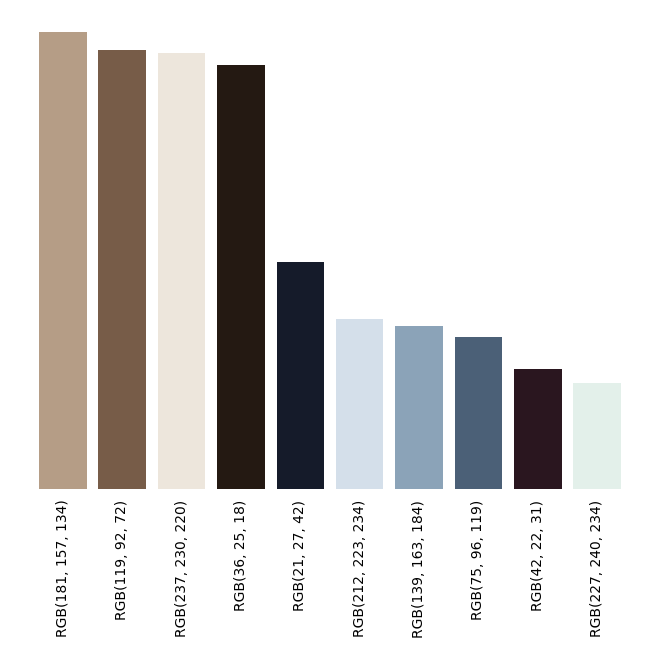 RGB(181, 157, 134)
RGB(119, 92, 72)
RGB(237, 230, 220)
RGB(36, 25, 18)
RGB(21, 27, 42)
RGB(212, 223, 234)
RGB(139, 163, 184)
RGB(75, 96, 119)
RGB(42, 22, 31)
RGB(227, 240, 234)